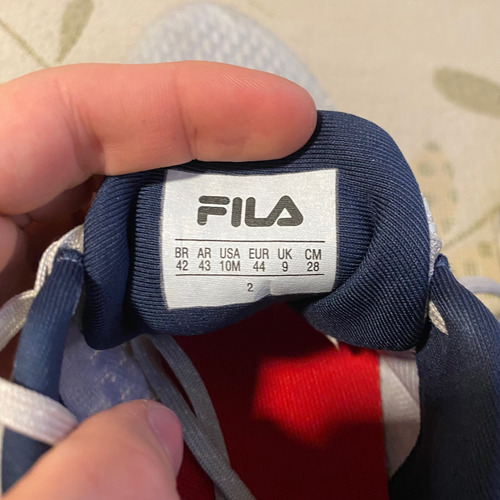 FILA
BR AR USA EUR UK CM
42 43 10M 44 9 28
2